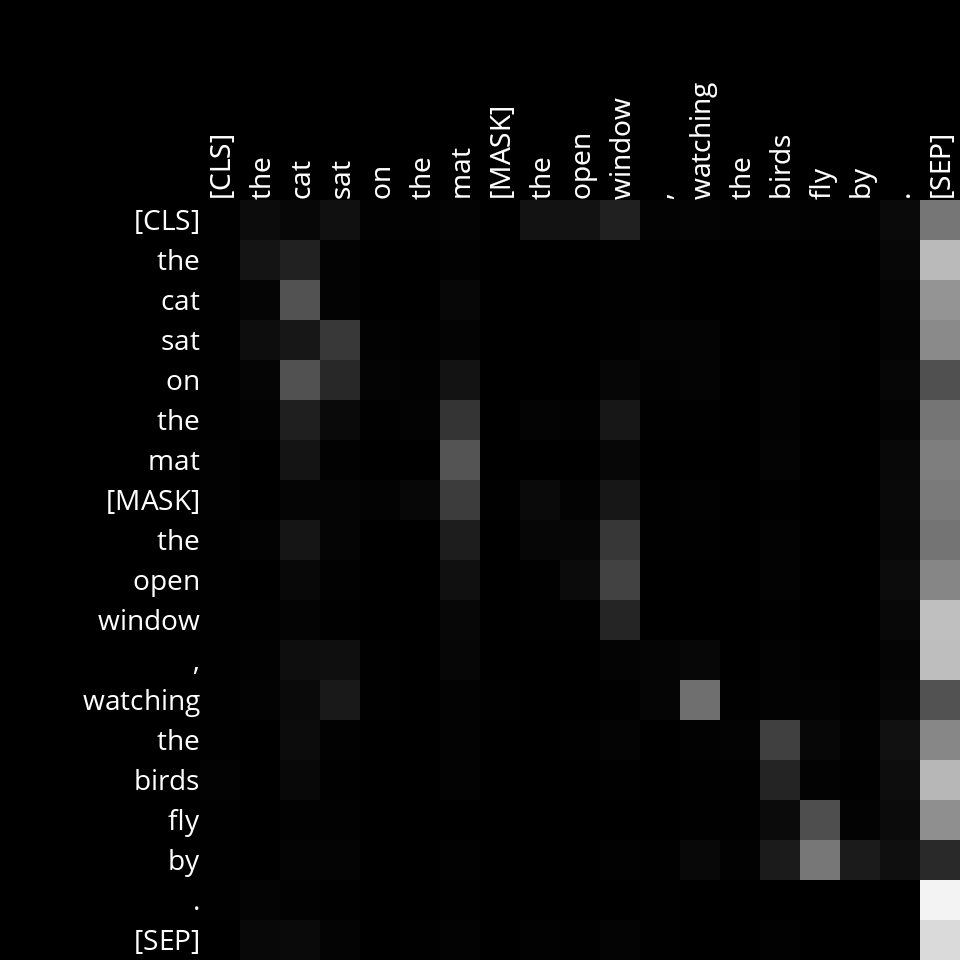 [CLS] the cat sat on the mat [MASK] the open window , watching the birds fly by . [SEP]
[CLS]
the
cat
sat
on
the
mat
[MASK]
the
open
window
,
watching
the
birds
fly
by
.
[SEP]